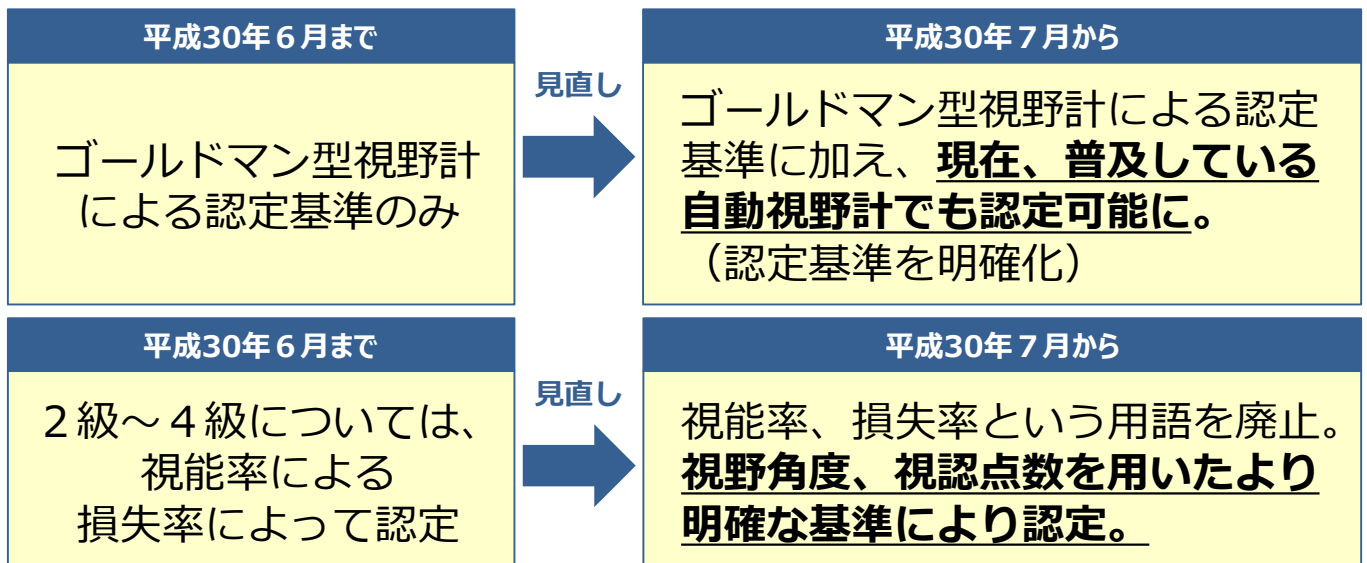 平成30年６月まで
見直し
平成30年７月から
ゴールドマン型視野計
による認定基準のみ
ゴールドマン型視野計による認定
基準に加え、現在、普及している
自動視野計でも認定可能に。
（認定基準を明確化）
平成30年６月まで
見直し
平成30年７月から
２級～４級については、
視能率による
損失率によって認定
視能率、損失率という用語を廃止。
視野角度、視認点数を用いたより
明確な基準により認定。